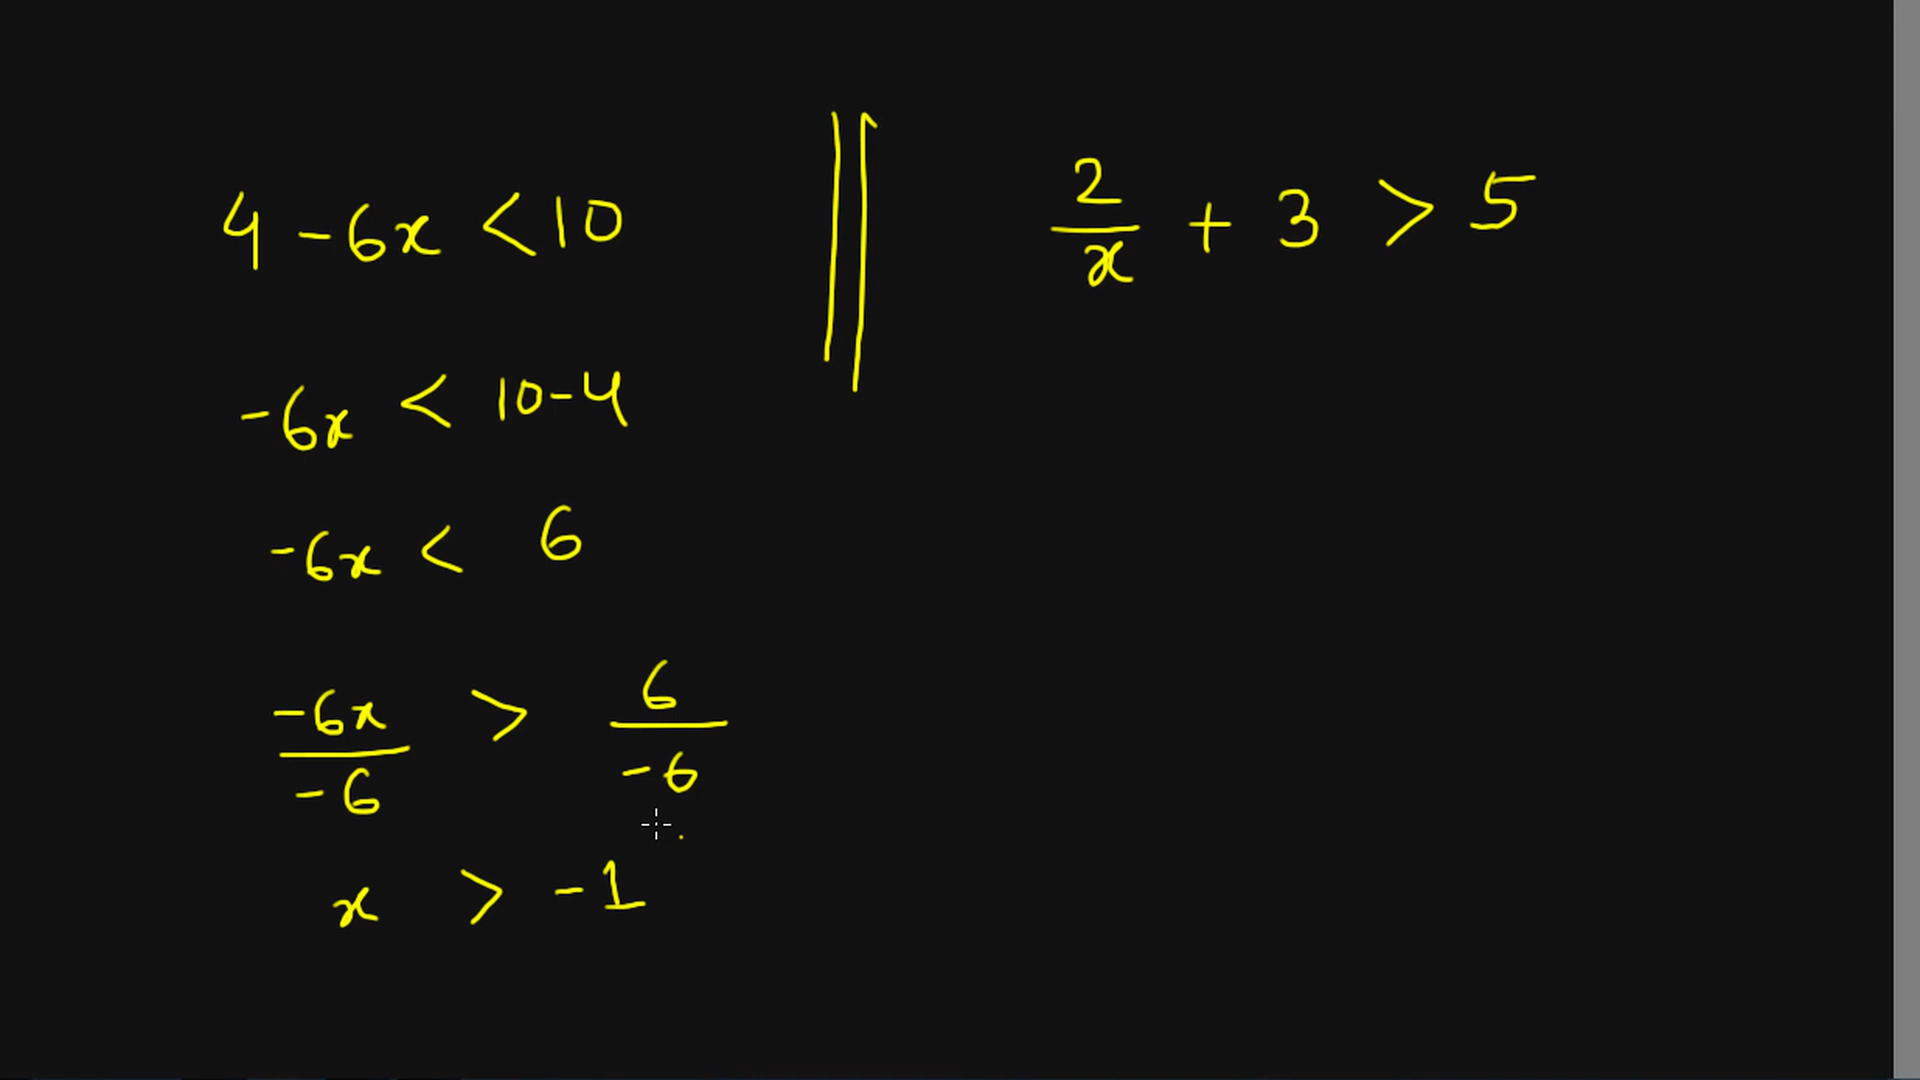 4 - 6x < 10
-6x < 10-4
-6x < 6
-6x/-6 > 6/-6
x > -1
2/x + 3 > 5